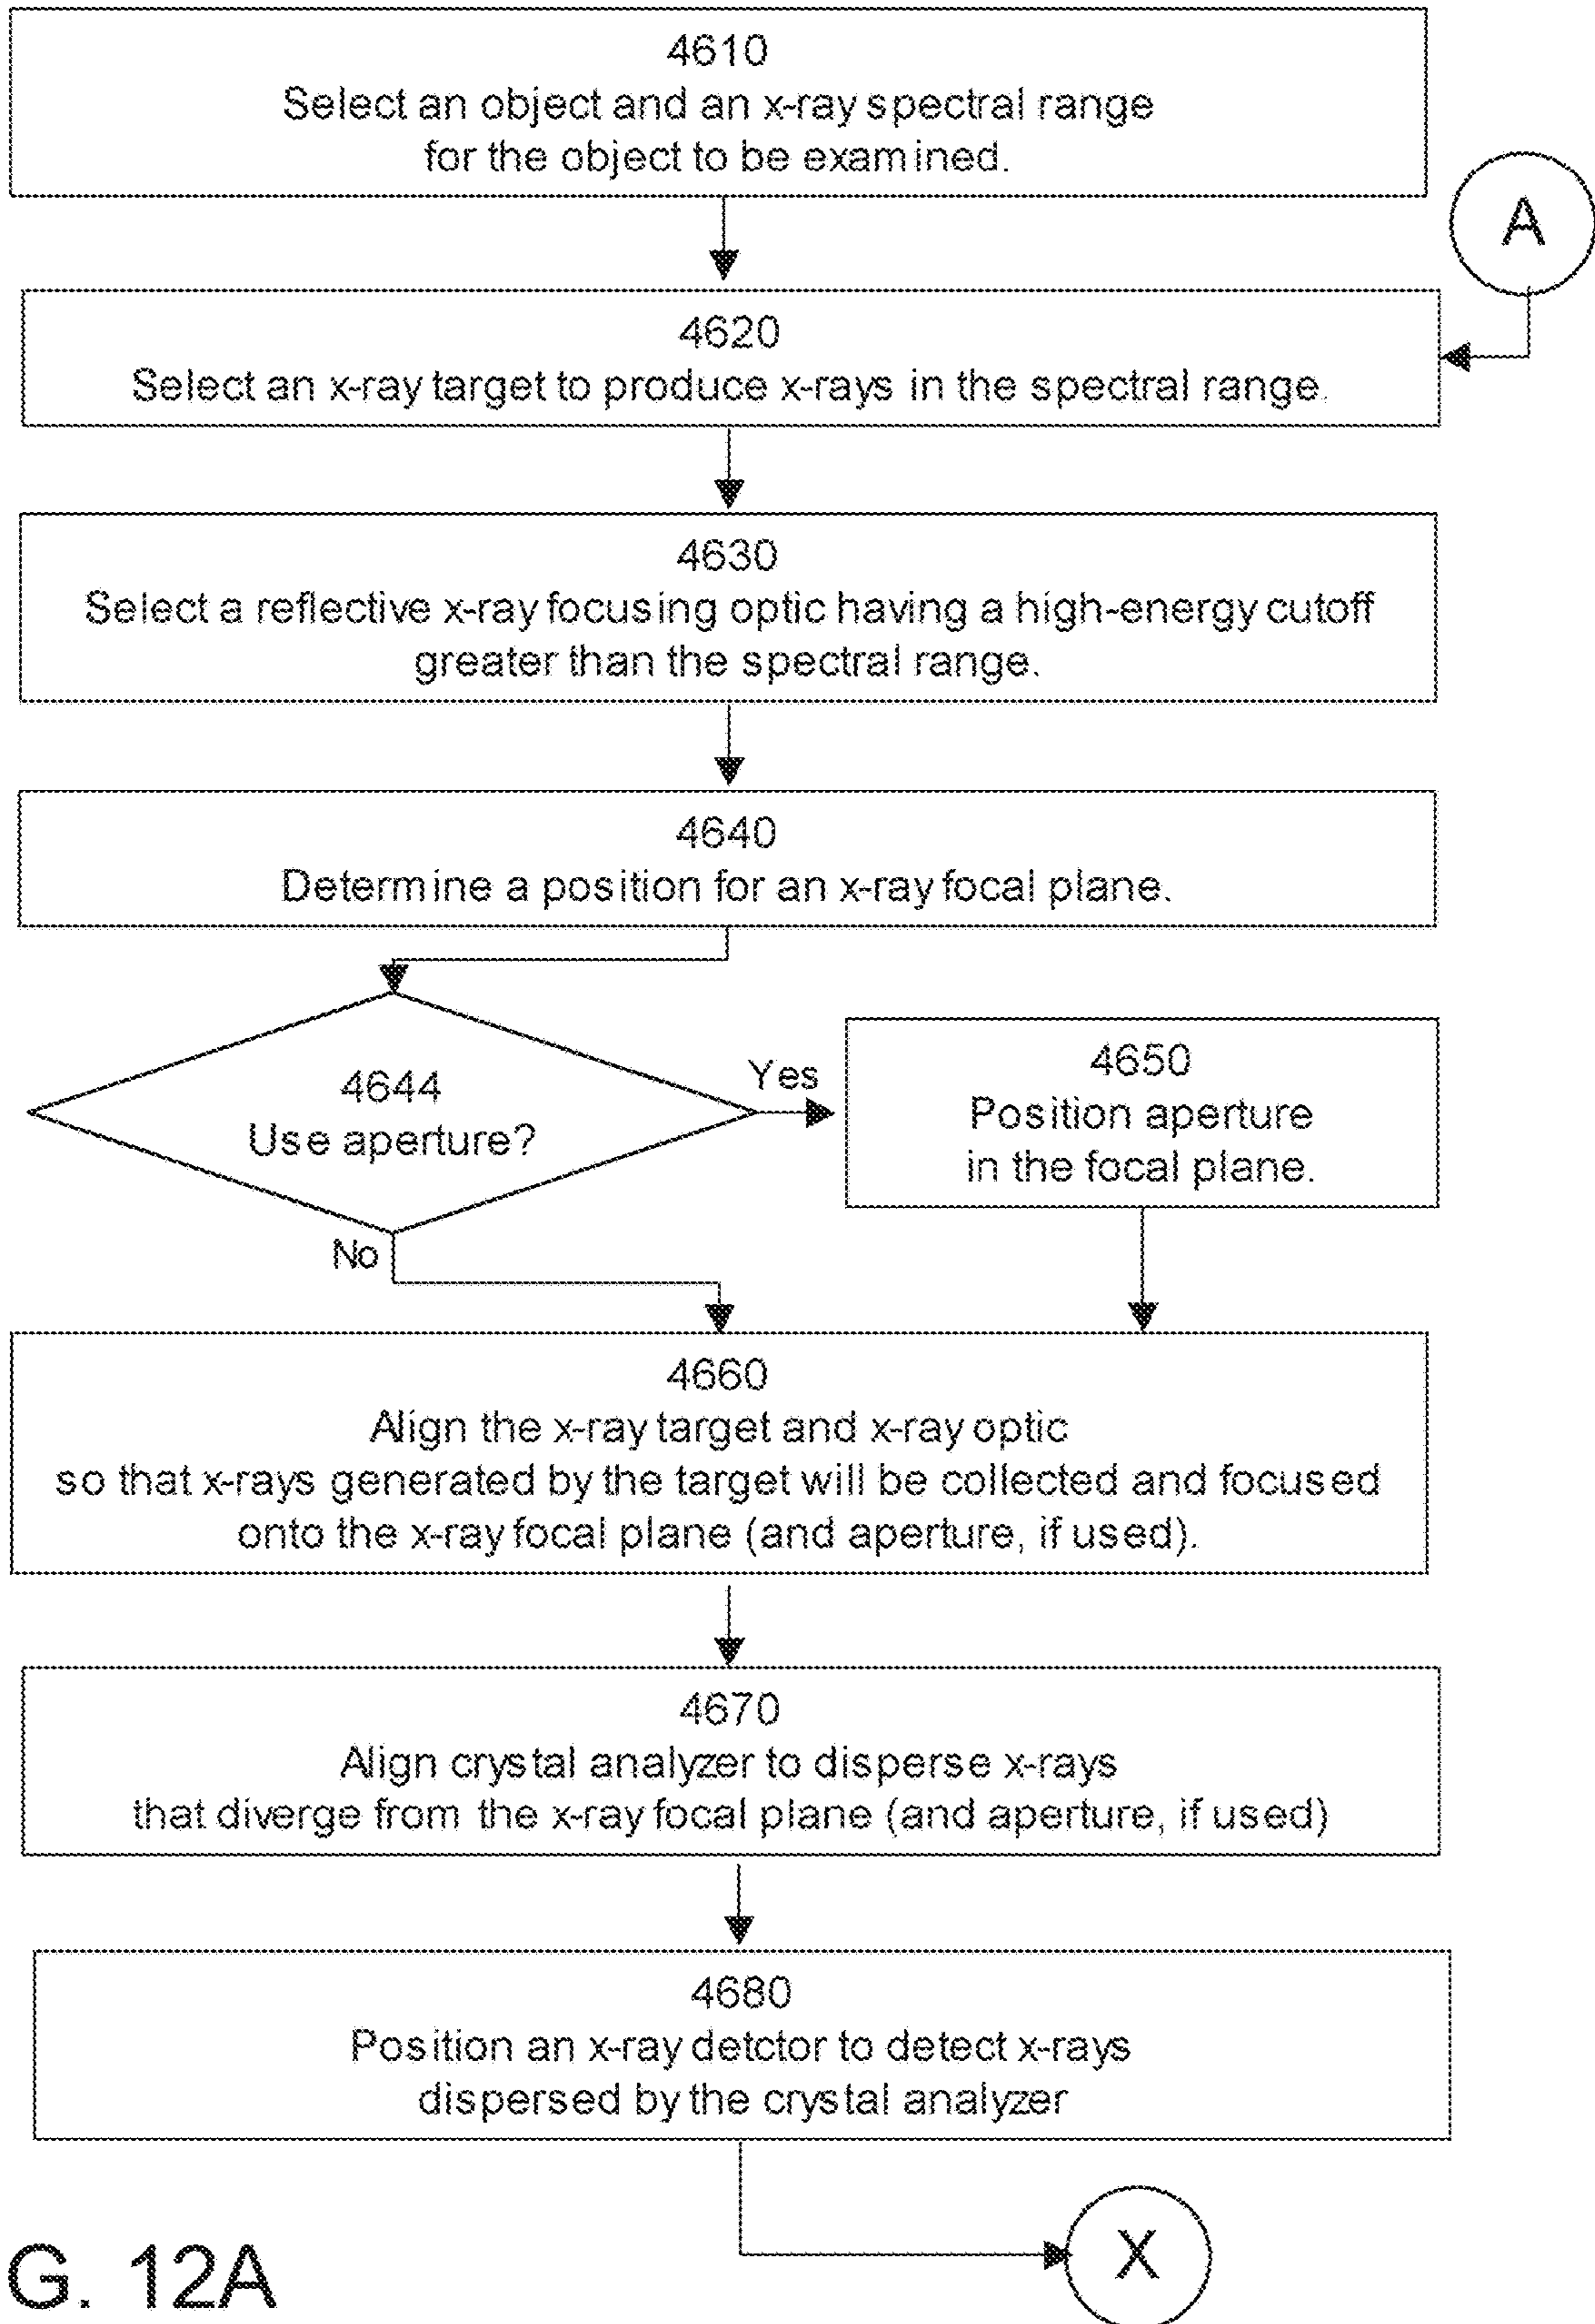 4610
Select an object and an x-ray spectral range
for the object to be examined.
A
4620
Select an x-ray target to produce x-rays in the spectral range.
4630
Select a reflective x-ray focusing optic having a high-energy cutoff
greater than the spectral range.
4640
Determine a position for an x-ray focal plane.
4644
Use aperture?
Yes
4650
Position aperture
in the focal plane.
No
4660
Align the x-ray target and x-ray optic
so that x-rays generated by the target will be collected and focused
onto the x-ray focal plane (and aperture, if used).
4670
Align crystal analyzer to disperse x-rays
that diverge from the x-ray focal plane (and aperture, if used)
4680
Position an x-ray detctor to detect x-rays
dispersed by the crystal analyzer
X
G. 12A